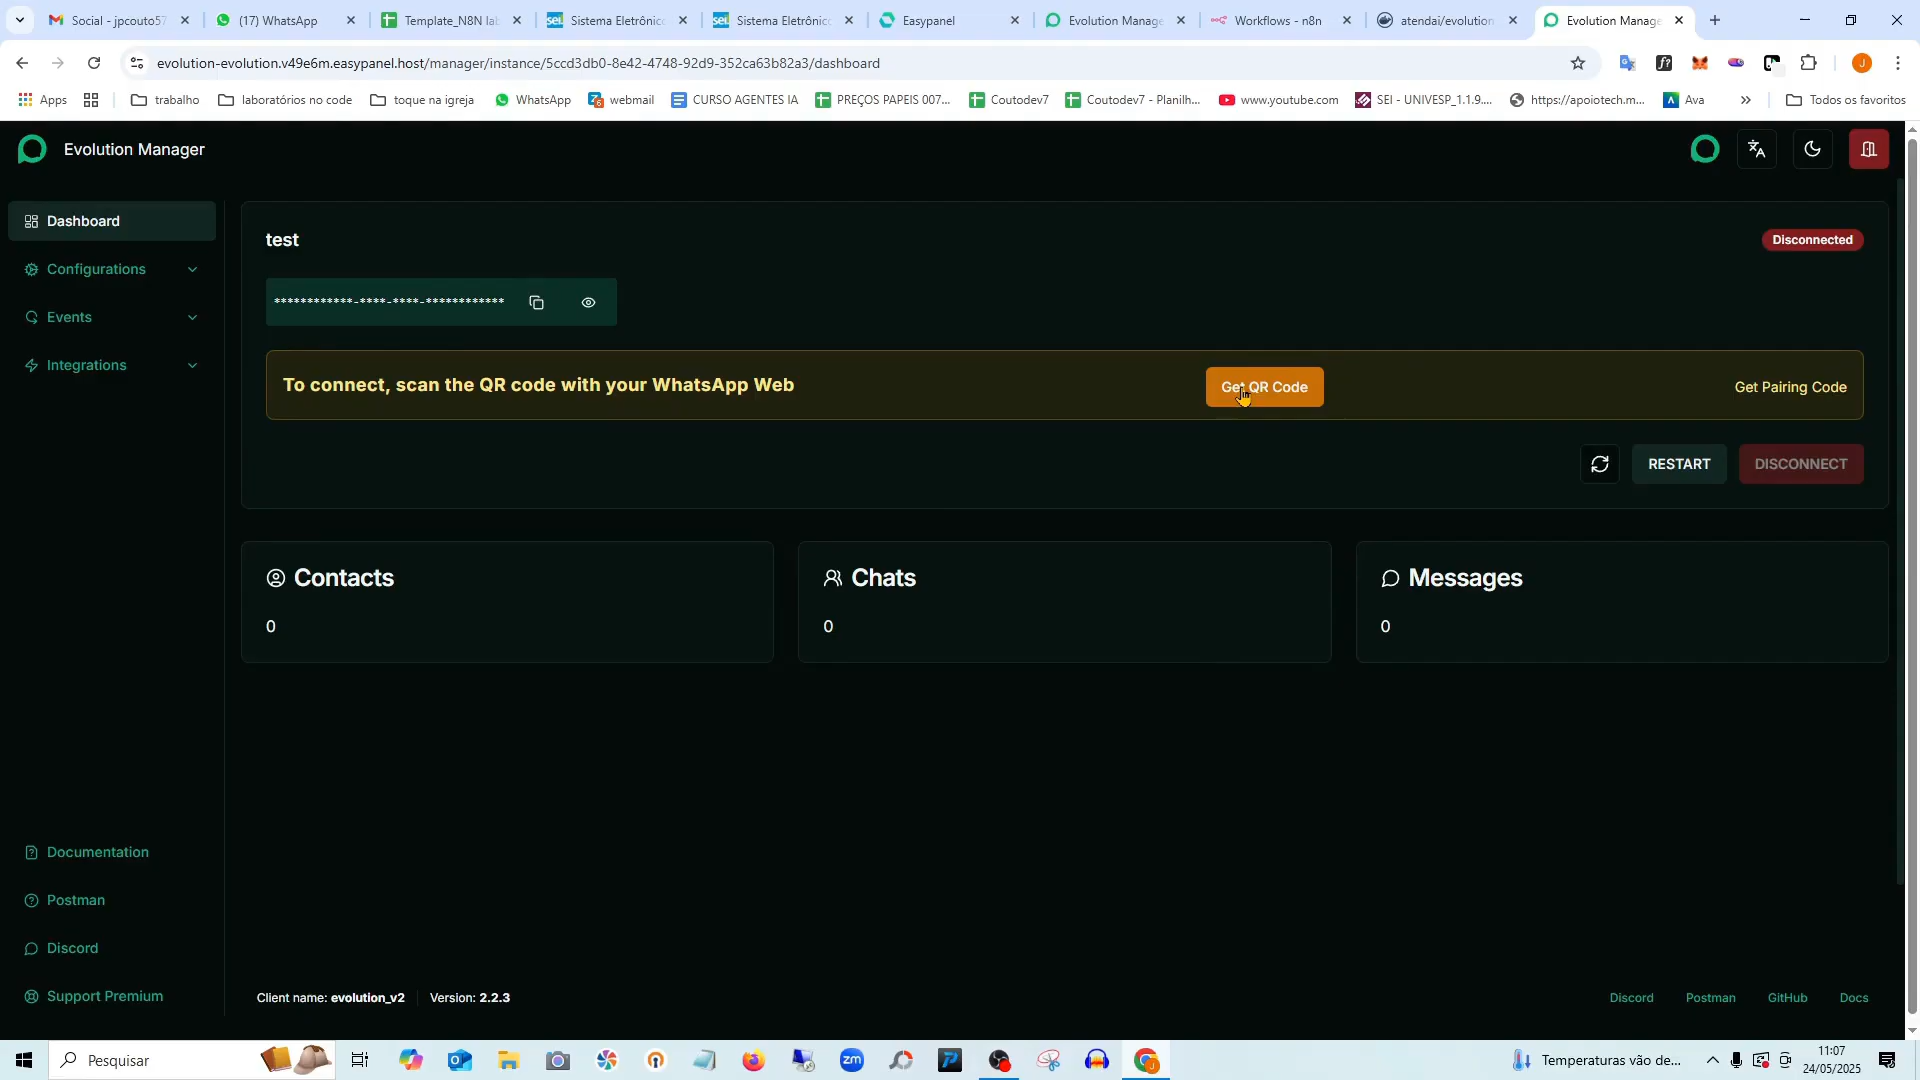 Social - jpcouto57
(17) WhatsApp
Template_N8N lab
Sistema Eletrônico
Sistema Eletrônico
Easypanel
Evolution Manage
Workflows - n8n
atendai/evolution
Evolution Manage
evolution-evolution.v49e6m.easypanel.host/manager/instance/5ccd3db0-8e42-4748-92d9-352ca63b82a3/dashboard
Apps
trabalho
laboratórios no code
toque na igreja
WhatsApp
webmail
CURSO AGENTES IA
PREÇOS PAPEIS 007...
Coutodev7
Coutodev7 - Planilh...
www.youtube.com
SEI - UNIVESP_1.1.9....
https://apoiotech.m...
Ava
Todos os favoritos
Evolution Manager
Dashboard
Configurations
Events
Integrations
test
Disconnected
************-****-****-************
To connect, scan the QR code with your WhatsApp Web
Get QR Code
Get Pairing Code
RESTART
DISCONNECT
Contacts
0
Chats
0
Messages
0
Documentation
Postman
Discord
Support Premium
Client name: evolution_v2
Version: 2.2.3
Discord
Postman
GitHub
Docs
Pesquisar
Temperaturas vão de...
11:07
24/05/2025